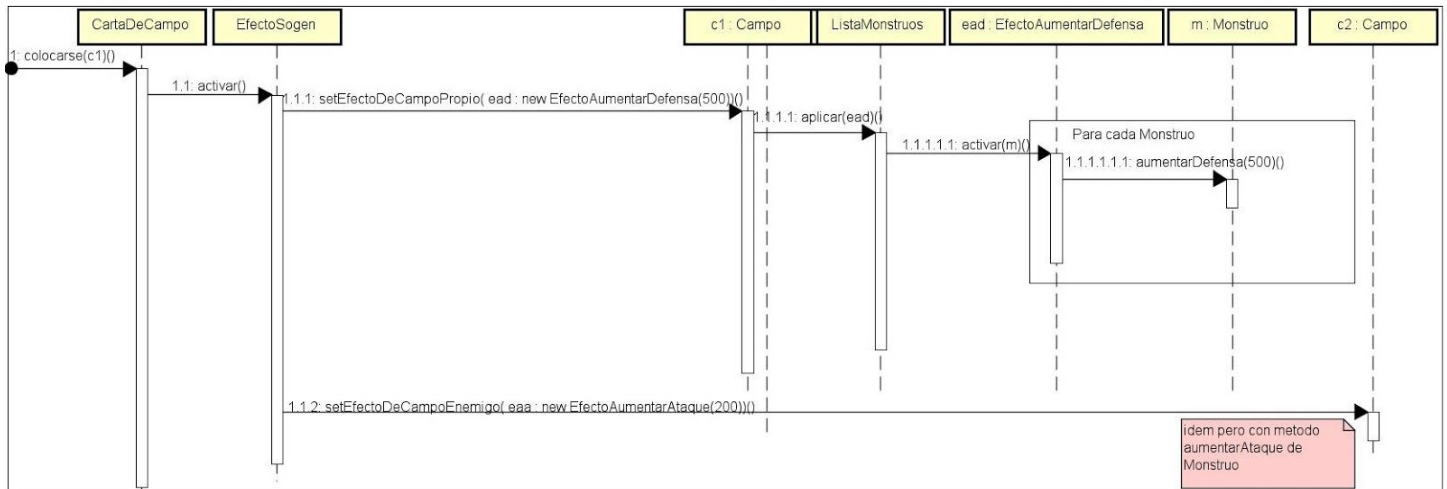 CartaDeCampo
EfectoSogen
c1 : Campo
ListaMonstruos
ead : EfectoAumentarDefensa
m : Monstruo
c2 : Campo
1: colocarse(c1)()
1.1: activar()
1.1.1: setEfectoDeCampoPropio( ead : new EfectoAumentarDefensa(500))()
1.1.1.1: aplicar(ead)()
Para cada Monstruo
1.1.1.1.1: activar(m)()
1.1.1.1.1.1: aumentarDefensa(500)()
1.1.2: setEfectoDeCampoEnemigo( eaa : new EfectoAumentarAtaque(200))()
idem pero con metodo
aumentarAtaque de
Monstruo